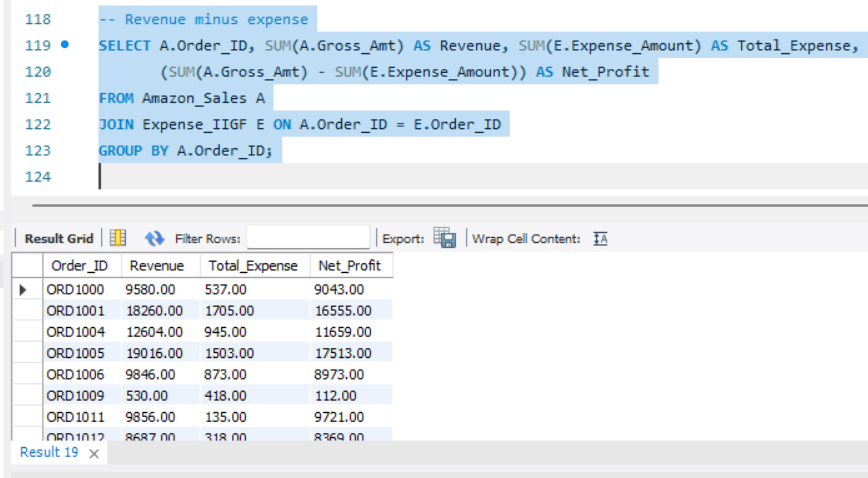 118 -- Revenue minus expense
119 SELECT A.Order_ID, SUM(A.Gross_Amt) AS Revenue, SUM(E.Expense_Amount) AS Total_Expense,
120 (SUM(A.Gross_Amt) - SUM(E.Expense_Amount)) AS Net_Profit
121 FROM Amazon_Sales A
122 JOIN Expense_IIGF E ON A.Order_ID = E.Order_ID
123 GROUP BY A.Order_ID;
124
Result Grid Filter Rows: Export: Wrap Cell Content: IA
Order_ID Revenue Total_Expense Net_Profit
ORD1000 9580.00 537.00 9043.00
ORD1001 18260.00 1705.00 16555.00
ORD1004 12604.00 945.00 11659.00
ORD1005 19016.00 1503.00 17513.00
ORD1006 9846.00 873.00 8973.00
ORD1009 530.00 418.00 112.00
ORD1011 9856.00 135.00 9721.00
ORD1012 8687.00 318.00 8369.00
Result 19